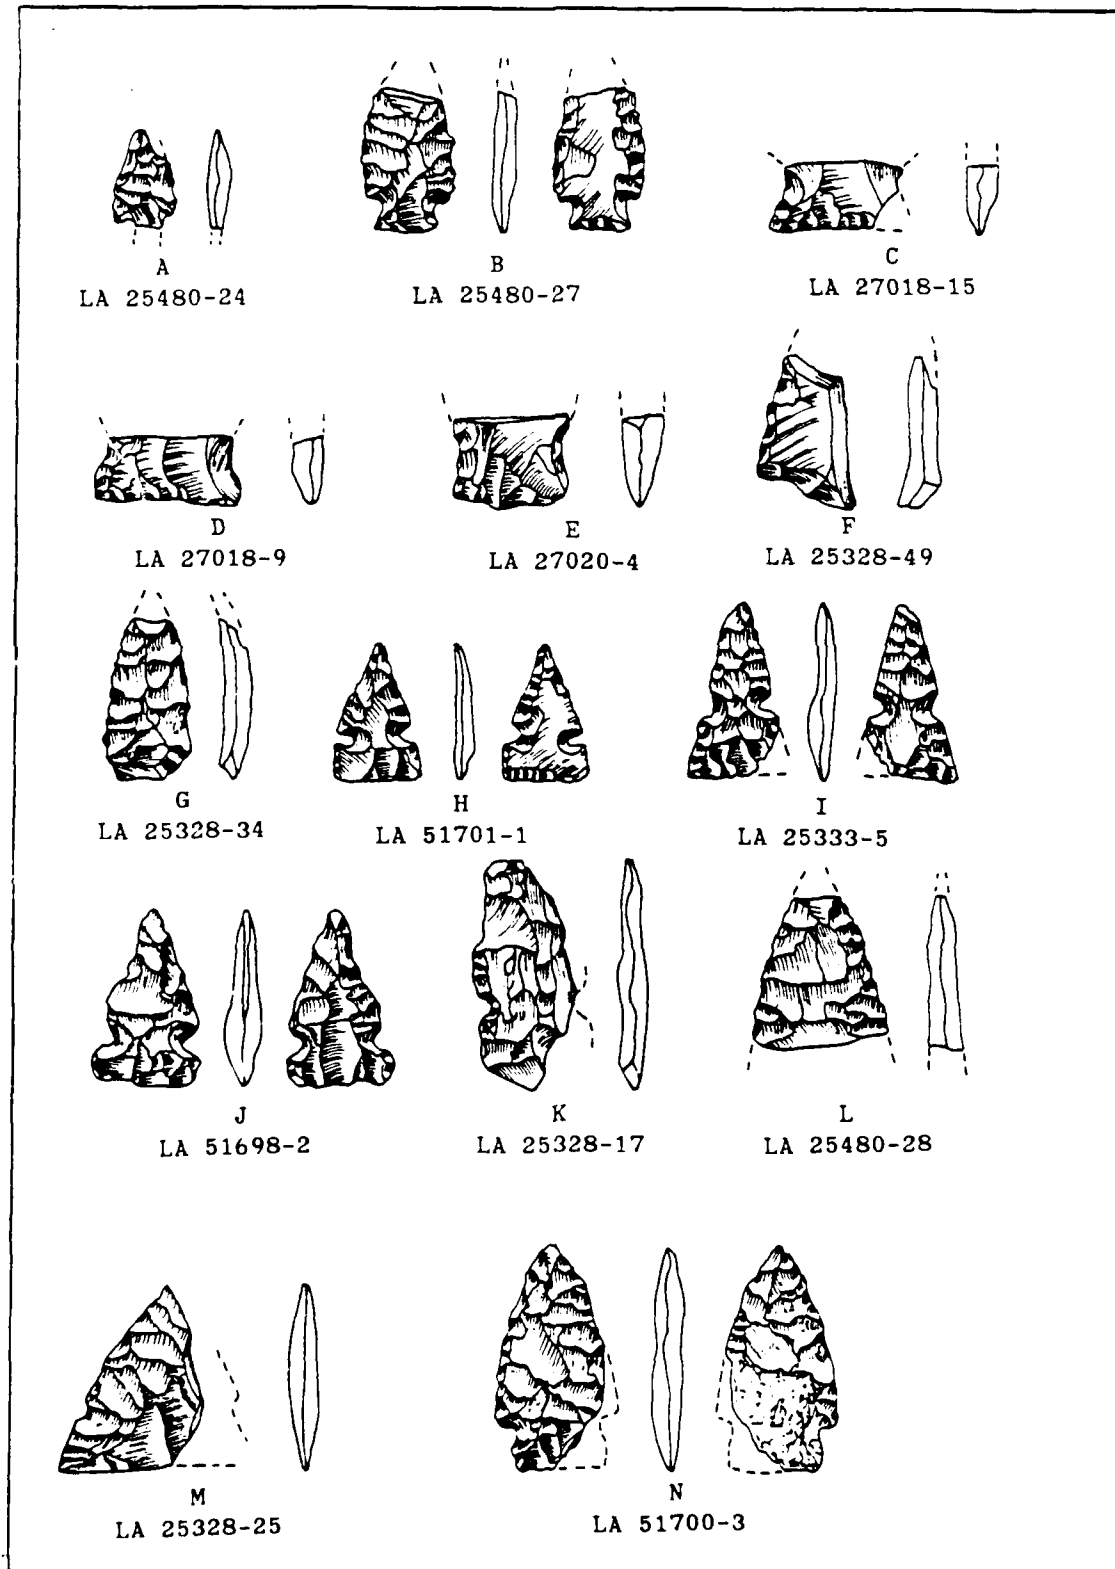 A
LA 25480-24
B
LA 25480-27
C
LA 27018-15
D
LA 27018-9
E
LA 27020-4
F
LA 25328-49
G
LA 25328-34
H
LA 51701-1
I
LA 25333-5
J
LA 51698-2
K
LA 25328-17
L
LA 25480-28
M
LA 25328-25
N
LA 51700-3